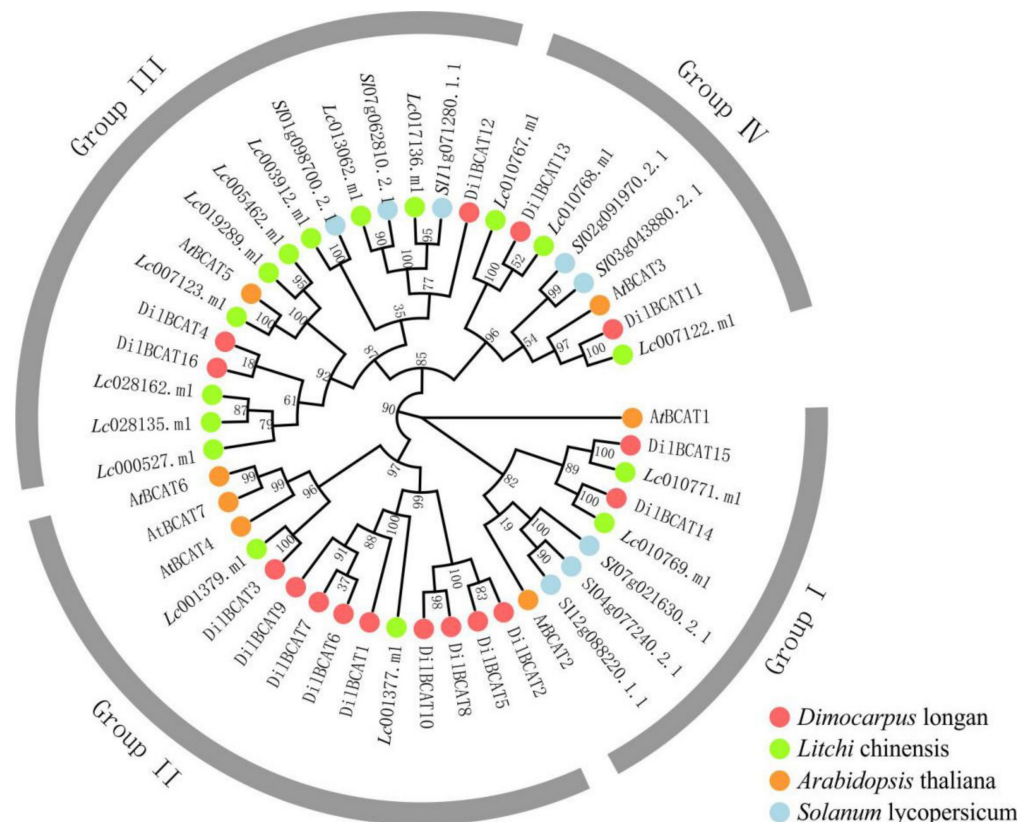 Group III
Group IV
Sl01g098700.2.1
Lc013062.m1
Sl07g062810.2.1
Lc017136.m1
Sl11g071280.1.1
DilBCAT12
Lc010767.m1
DilBCAT13
Lc010768.m1
Sl02g091970.2.1
Sl03g043880.2.1
AtBCAT3
DilBCAT11
Lc007122.m1
Lc003912.m1
Lc005462.m1
Lc019289.m1
AtBCAT5
Lc007123.m1
DilBCAT4
DilBCAT16
Lc028162.m1
Lc028135.m1
Lc000527.m1
AtBCAT6
AtBCAT7
AtBCAT4
Lc001379.m1
DilBCAT3
DilBCAT9
DilBCAT7
DilBCAT6
DilBCAT1
Lc001377.m1
DilBCAT10
DilBCAT8
DilBCAT5
DilBCAT2
AtBCAT2
Sl12g088220.1.1
Sl04g077240.2.1
Sl07g021630.2.1
Lc010769.m1
DilBCAT14
Lc010771.m1
DilBCAT15
AtBCAT1
100
90
100
95
77
35
87
85
96
100
52
99
54
97
100
95
100
100
92
18
61
87
79
90
99
99
96
100
97
99
100
88
91
37
100
98
83
82
89
100
100
19
100
90
Group II
Group I
Dimocarpus longan
Litchi chinensis
Arabidopsis thaliana
Solanum lycopersicum